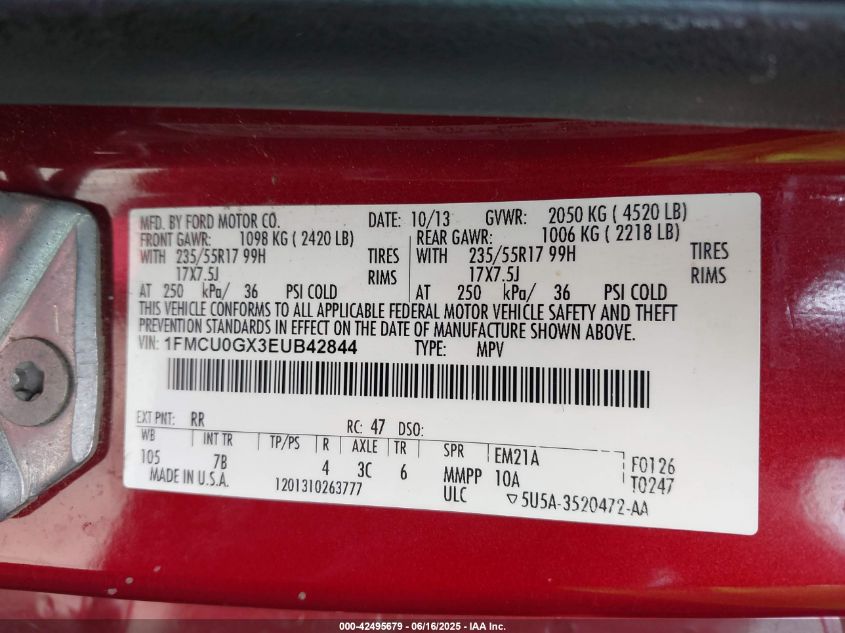 MFD. BY FORD MOTOR CO. DATE: 10/13 GVWR: 2050 KG ( 4520 LB)
FRONT GAWR: 1098 KG ( 2420 LB) REAR GAWR: 1006 KG ( 2218 LB)
WITH 235/55R17 99H TIRES WITH 235/55R17 99H TIRES
17X7.5J RIMS 17X7.5J RIMS
AT 250 kPa/ 36 PSI COLD AT 250 kPa/ 36 PSI COLD
THIS VEHICLE CONFORMS TO ALL APPLICABLE FEDERAL MOTOR VEHICLE SAFETY AND THEFT
PREVENTION STANDARDS IN EFFECT ON THE DATE OF MANUFACTURE SHOWN ABOVE.
VIN: 1FMCU0GX3EUB42844 TYPE: MPV
EXT PNT: RR RC: 47 DSO:
WB INT TR TP/PS R AXLE TR SPR EM21A F0126
105 7B 4 3C 6 MMPP 10A T0247
MADE IN U.S.A. 1201310263777 ULC ▽5U5A-3520472-AA
000-42495679 - 06/16/2025 - IAA Inc.